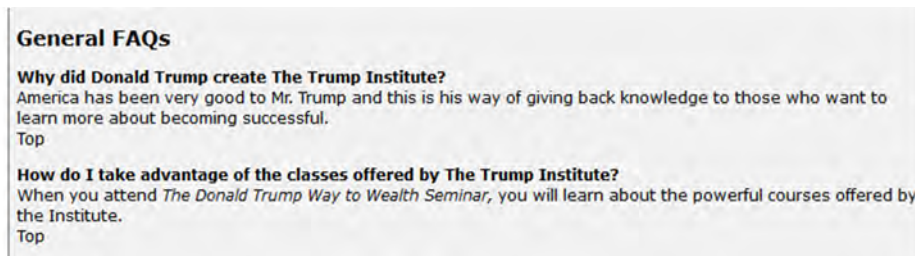 General FAQs
Why did Donald Trump create The Trump Institute?
America has been very good to Mr. Trump and this is his way of giving back knowledge to those who want to
learn more about becoming successful.
Top
How do I take advantage of the classes offered by The Trump Institute?
When you attend The Donald Trump Way to Wealth Seminar, you will learn about the powerful courses offered by
the Institute.
Top